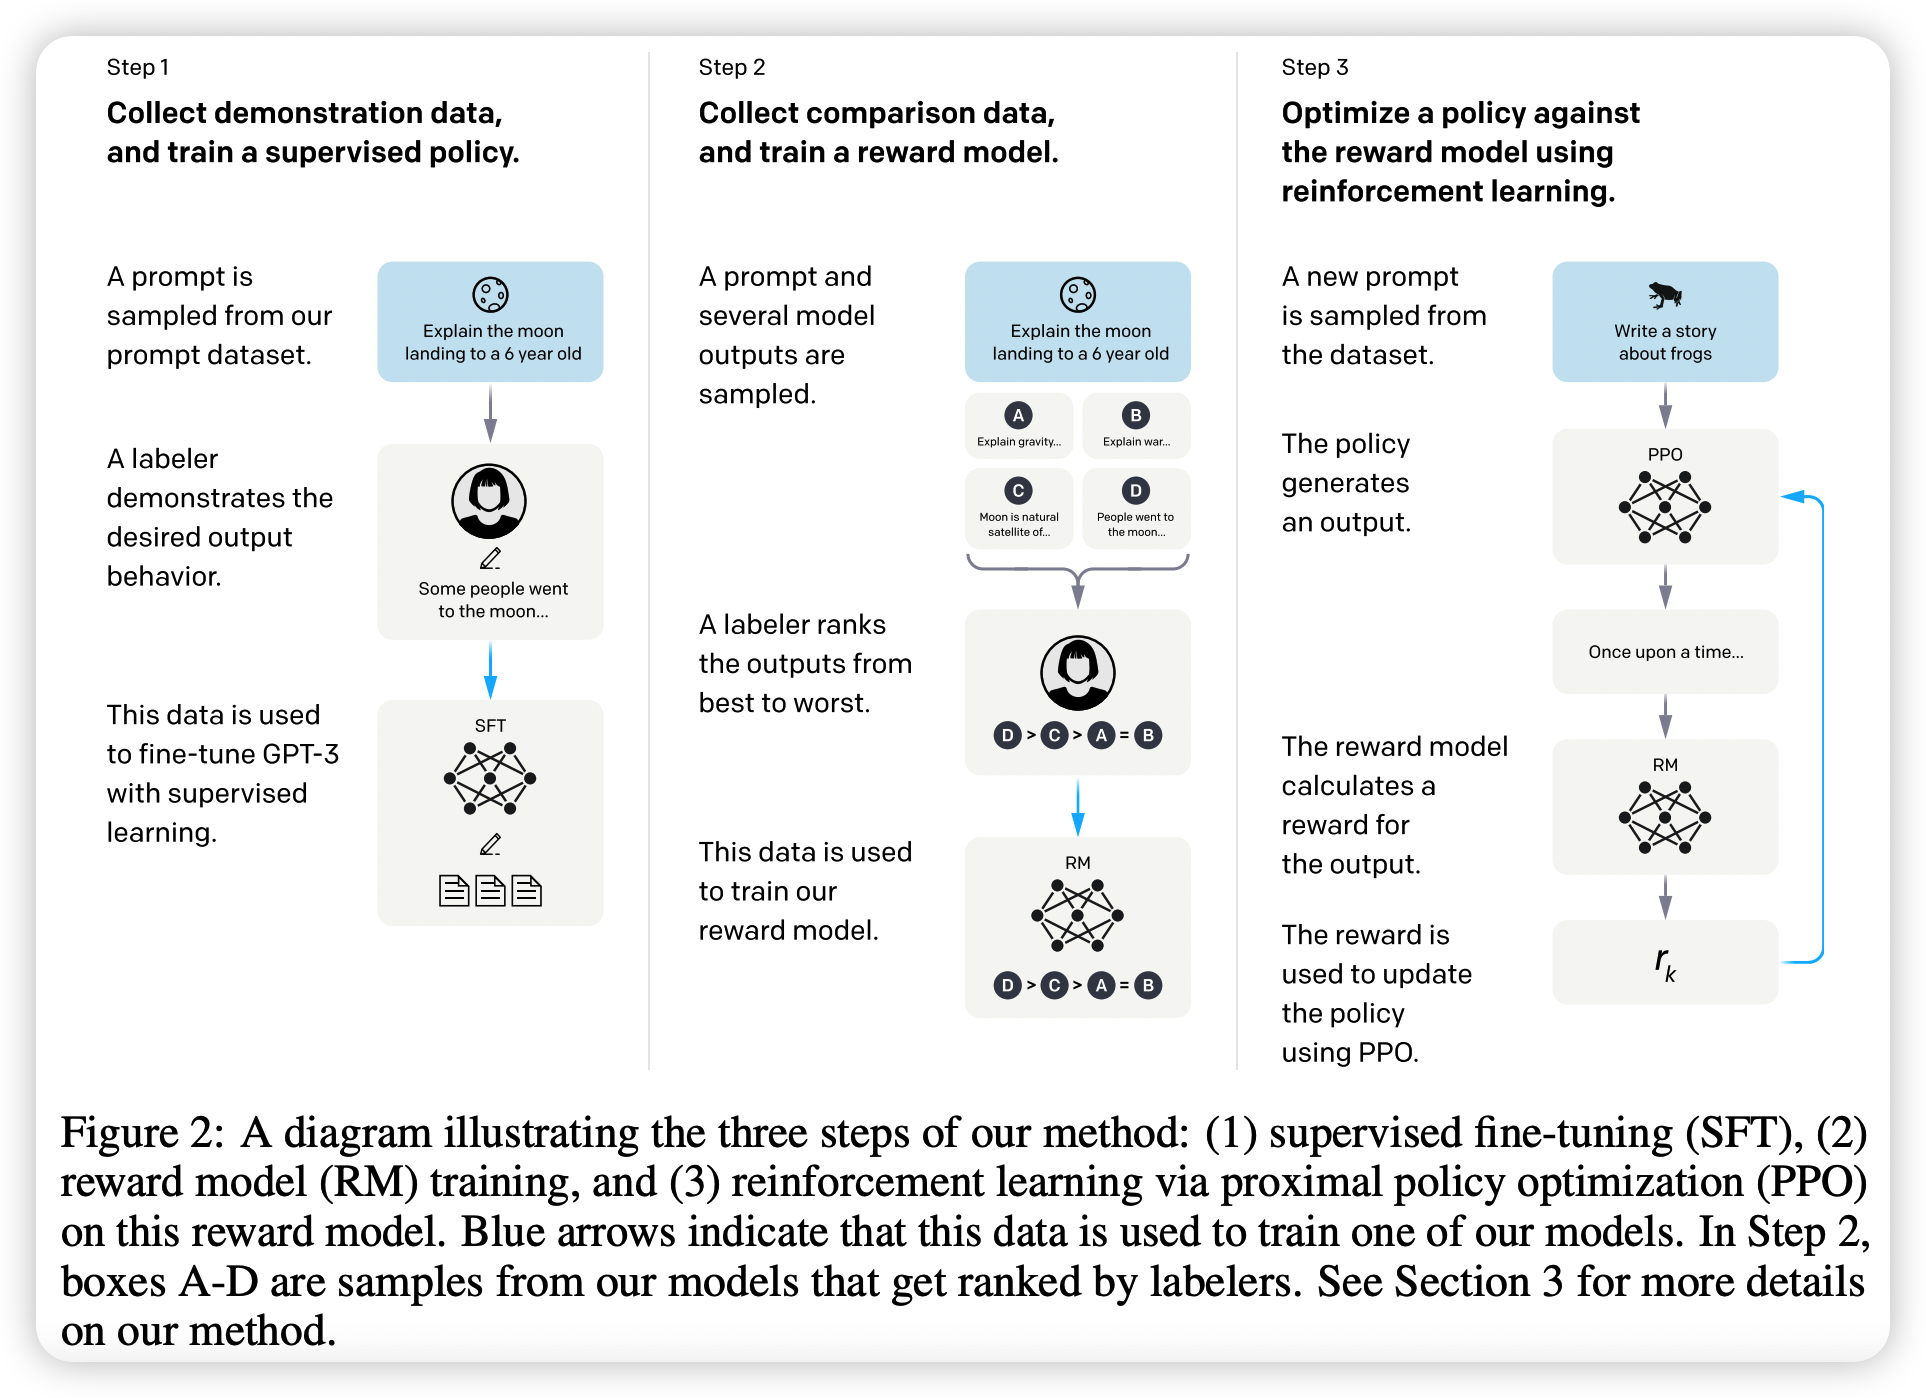 Step 1
Collect demonstration data,
and train a supervised policy.
A prompt is
sampled from our
prompt dataset.
Explain the moon
landing to a 6 year old
A labeler
demonstrates the
desired output
behavior.
Some people went
to the moon...
This data is used
to fine-tune GPT-3
with supervised
learning.
SFT
Step 2
Collect comparison data,
and train a reward model.
A prompt and
several model
outputs are
sampled.
Explain the moon
landing to a 6 year old
A
Explain gravity...
B
Explain war...
C
Moon is natural
satellite of...
D
People went to
the moon...
A labeler ranks
the outputs from
best to worst.
D > C > A = B
This data is used
to train our
reward model.
RM
D > C > A = B
Step 3
Optimize a policy against
the reward model using
reinforcement learning.
A new prompt
is sampled from
the dataset.
Write a story
about frogs
The policy
generates
an output.
PPO
Once upon a time...
The reward model
calculates a
reward for
the output.
RM
The reward is
used to update
the policy
using PPO.
r_k
Figure 2: A diagram illustrating the three steps of our method: (1) supervised fine-tuning (SFT), (2)
reward model (RM) training, and (3) reinforcement learning via proximal policy optimization (PPO)
on this reward model. Blue arrows indicate that this data is used to train one of our models. In Step 2,
boxes A-D are samples from our models that get ranked by labelers. See Section 3 for more details
on our method.